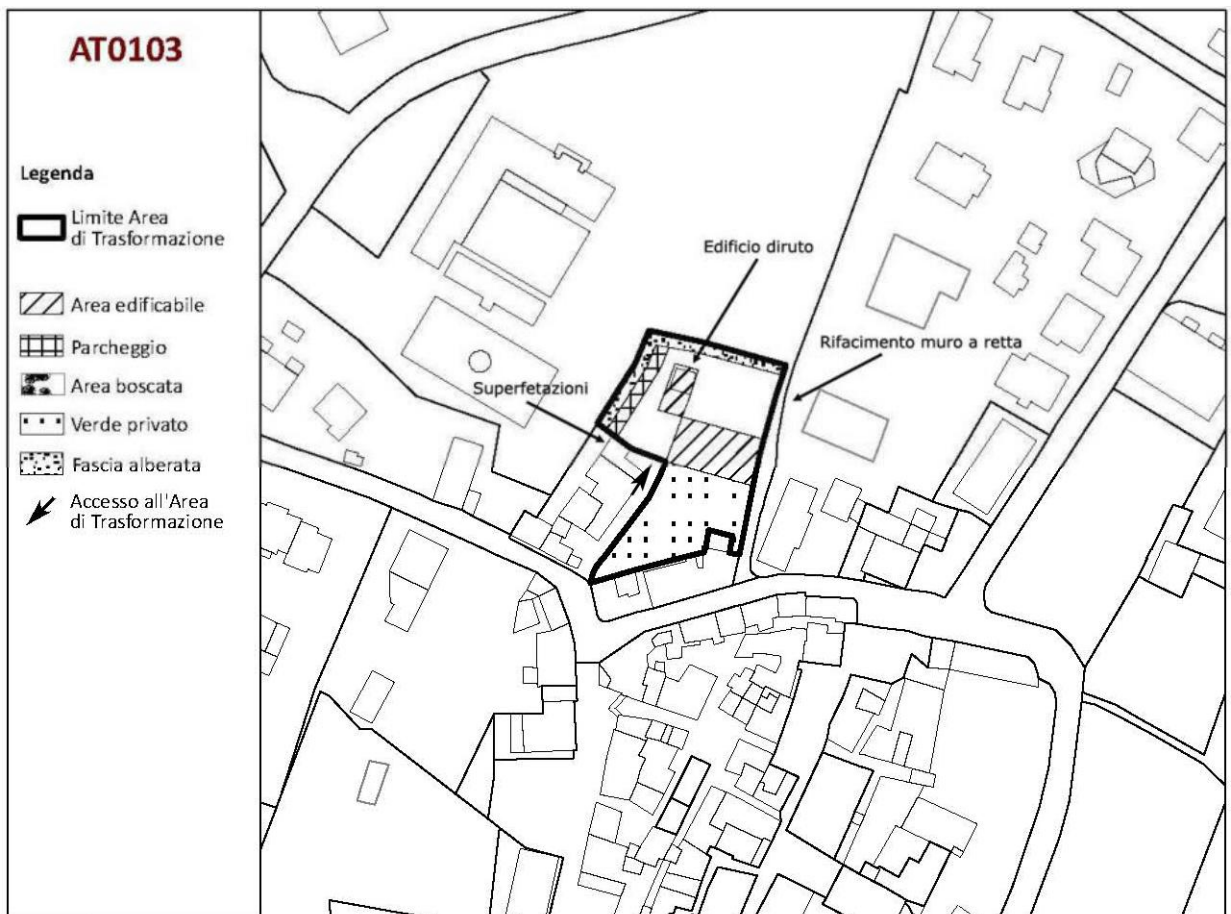 AT0103
Legenda
Limite Area
di Trasformazione
Area edificabile
Parcheggio
Area boscata
Verde privato
Fascia alberata
Accesso all'Area
di Trasformazione
Edificio diruto
Rifacimento muro a retta
Superfetazioni